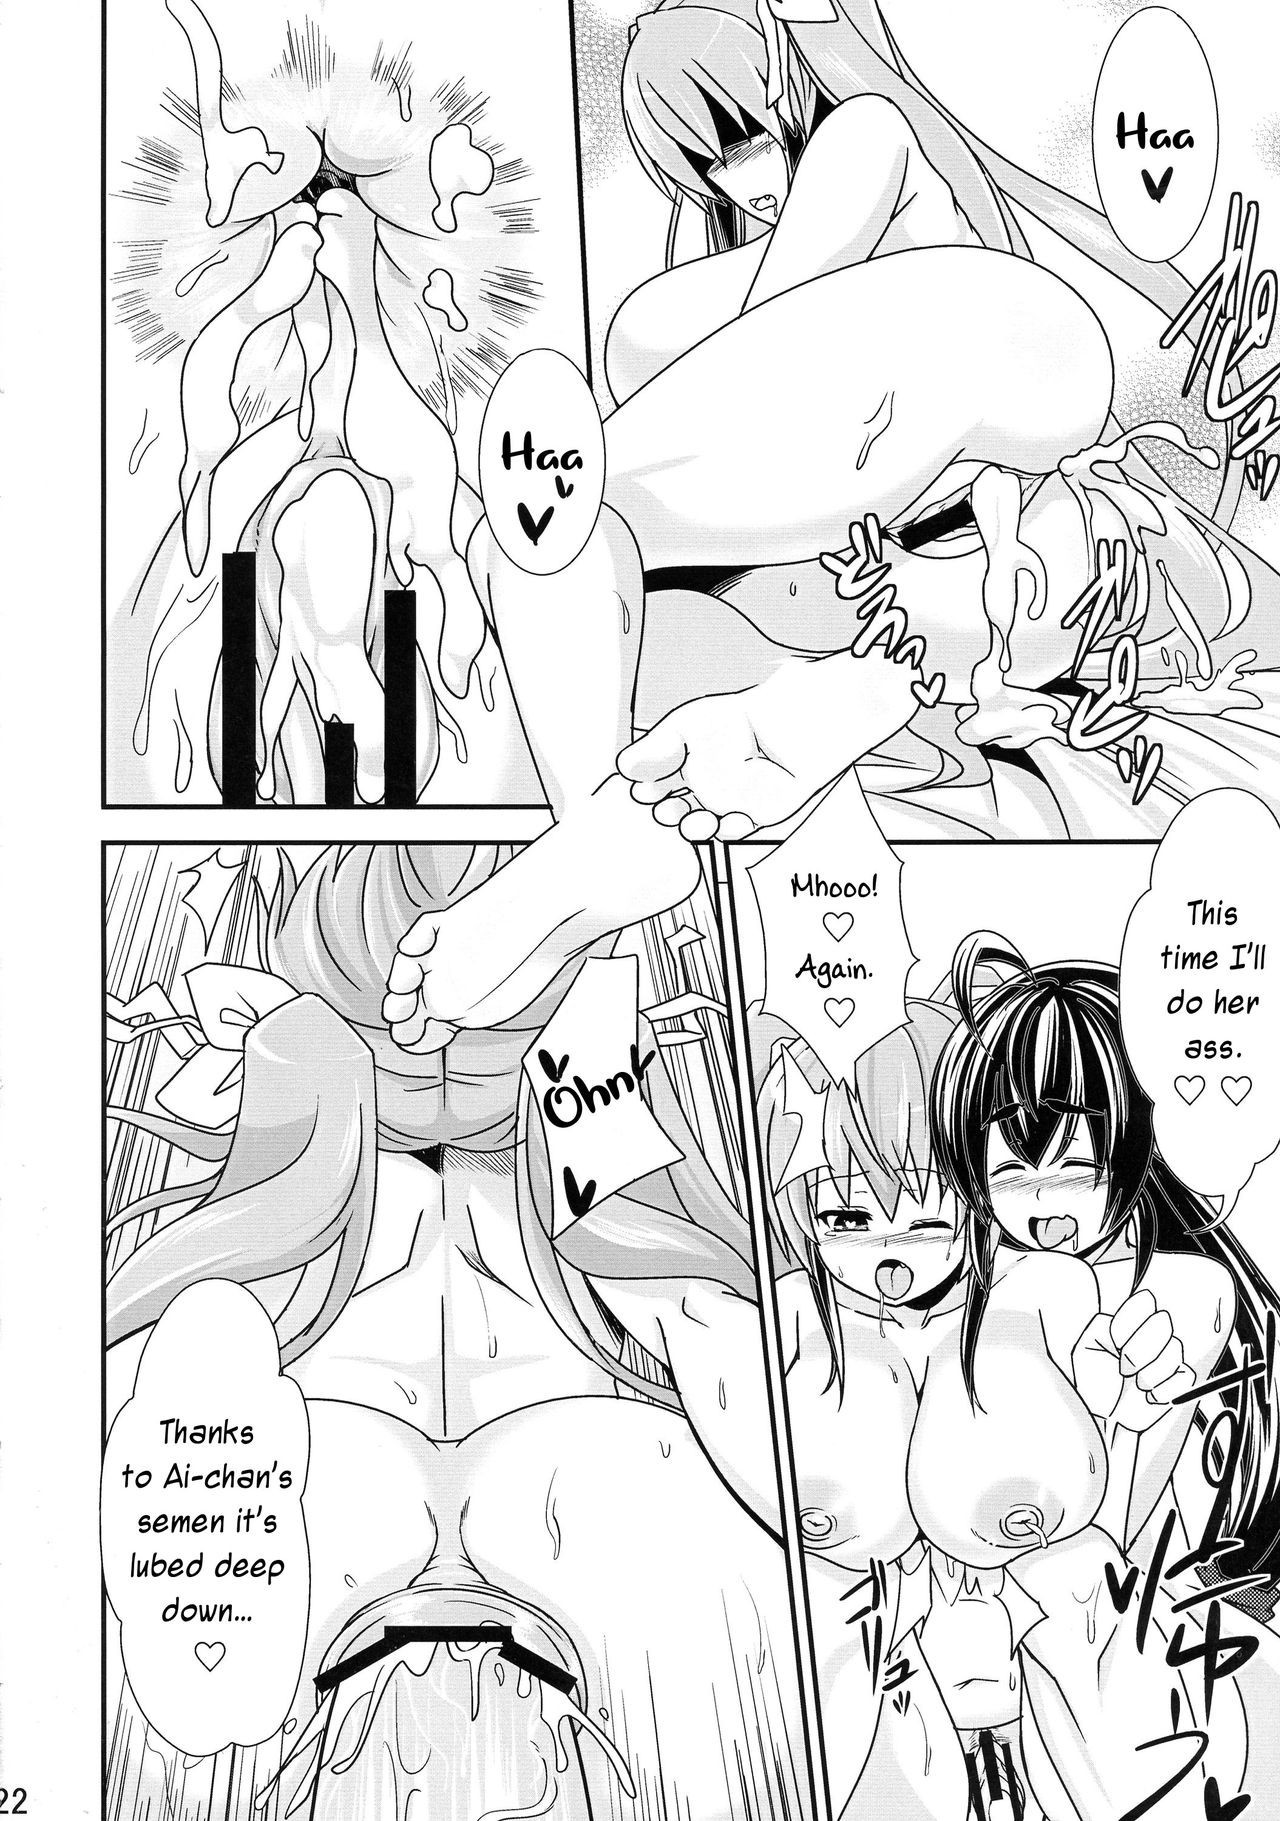 Haa
Haa
This
time I'll
do her
ass.
♡ ♡
Mhooo!
♡
Again.
♡
Ohn
Thanks
to Ai-chan's
semen it's
lubed deep
down...
♡
22